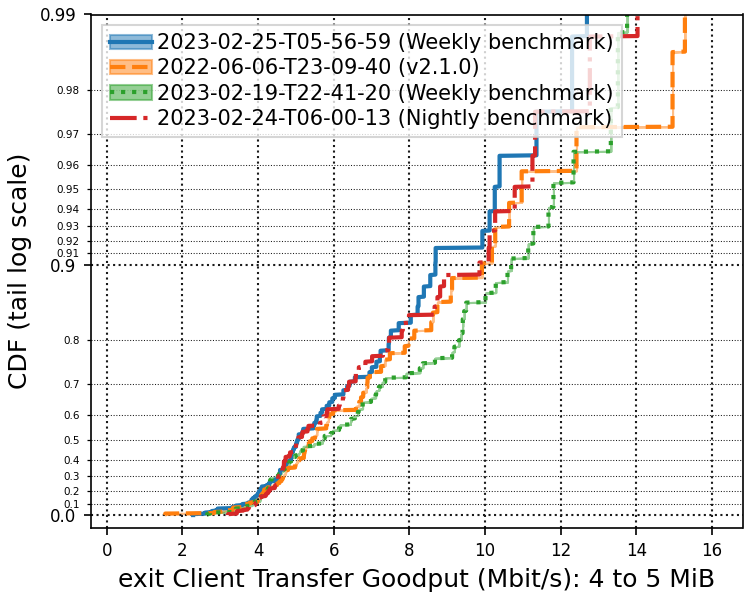 0.99
2023-02-25-T05-56-59 (Weekly benchmark)
2022-06-06-T23-09-40 (v2.1.0)
2023-02-19-T22-41-20 (Weekly benchmark)
2023-02-24-T06-00-13 (Nightly benchmark)
0.98
0.97
0.96
0.95
0.94
0.93
0.92
0.91
0.9
0.8
0.7
0.6
0.5
0.4
0.3
0.2
0.1
0.0
CDF (tail log scale)
0 2 4 6 8 10 12 14 16
exit Client Transfer Goodput (Mbit/s): 4 to 5 MiB